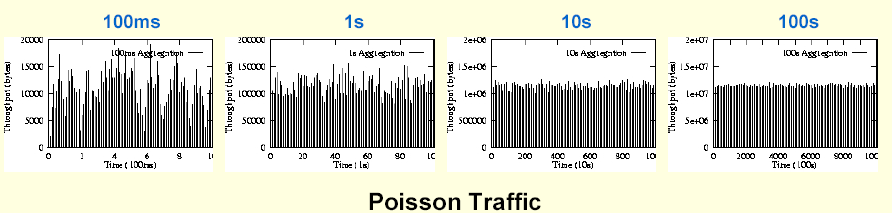 100ms
1s
10s
100s
20000
15000
10000
5000
0
100ms Aggregation
Throughput (bytes)
0 2 4 6 8 10
Time (100ms)
200000
150000
100000
50000
0
1s Aggregation
Throughput (bytes)
0 20 40 60 80 100
Time (1s)
2e+06
1.5e+06
1e+06
500000
0
10s Aggregation
Throughput (bytes)
0 200 400 600 800 100
Time (10s)
2e+07
1.5e+07
1e+07
5e+06
0
100s Aggregation
Throughput (bytes)
0 2000 4000 6000 8000 100
Time (100s)
Poisson Traffic